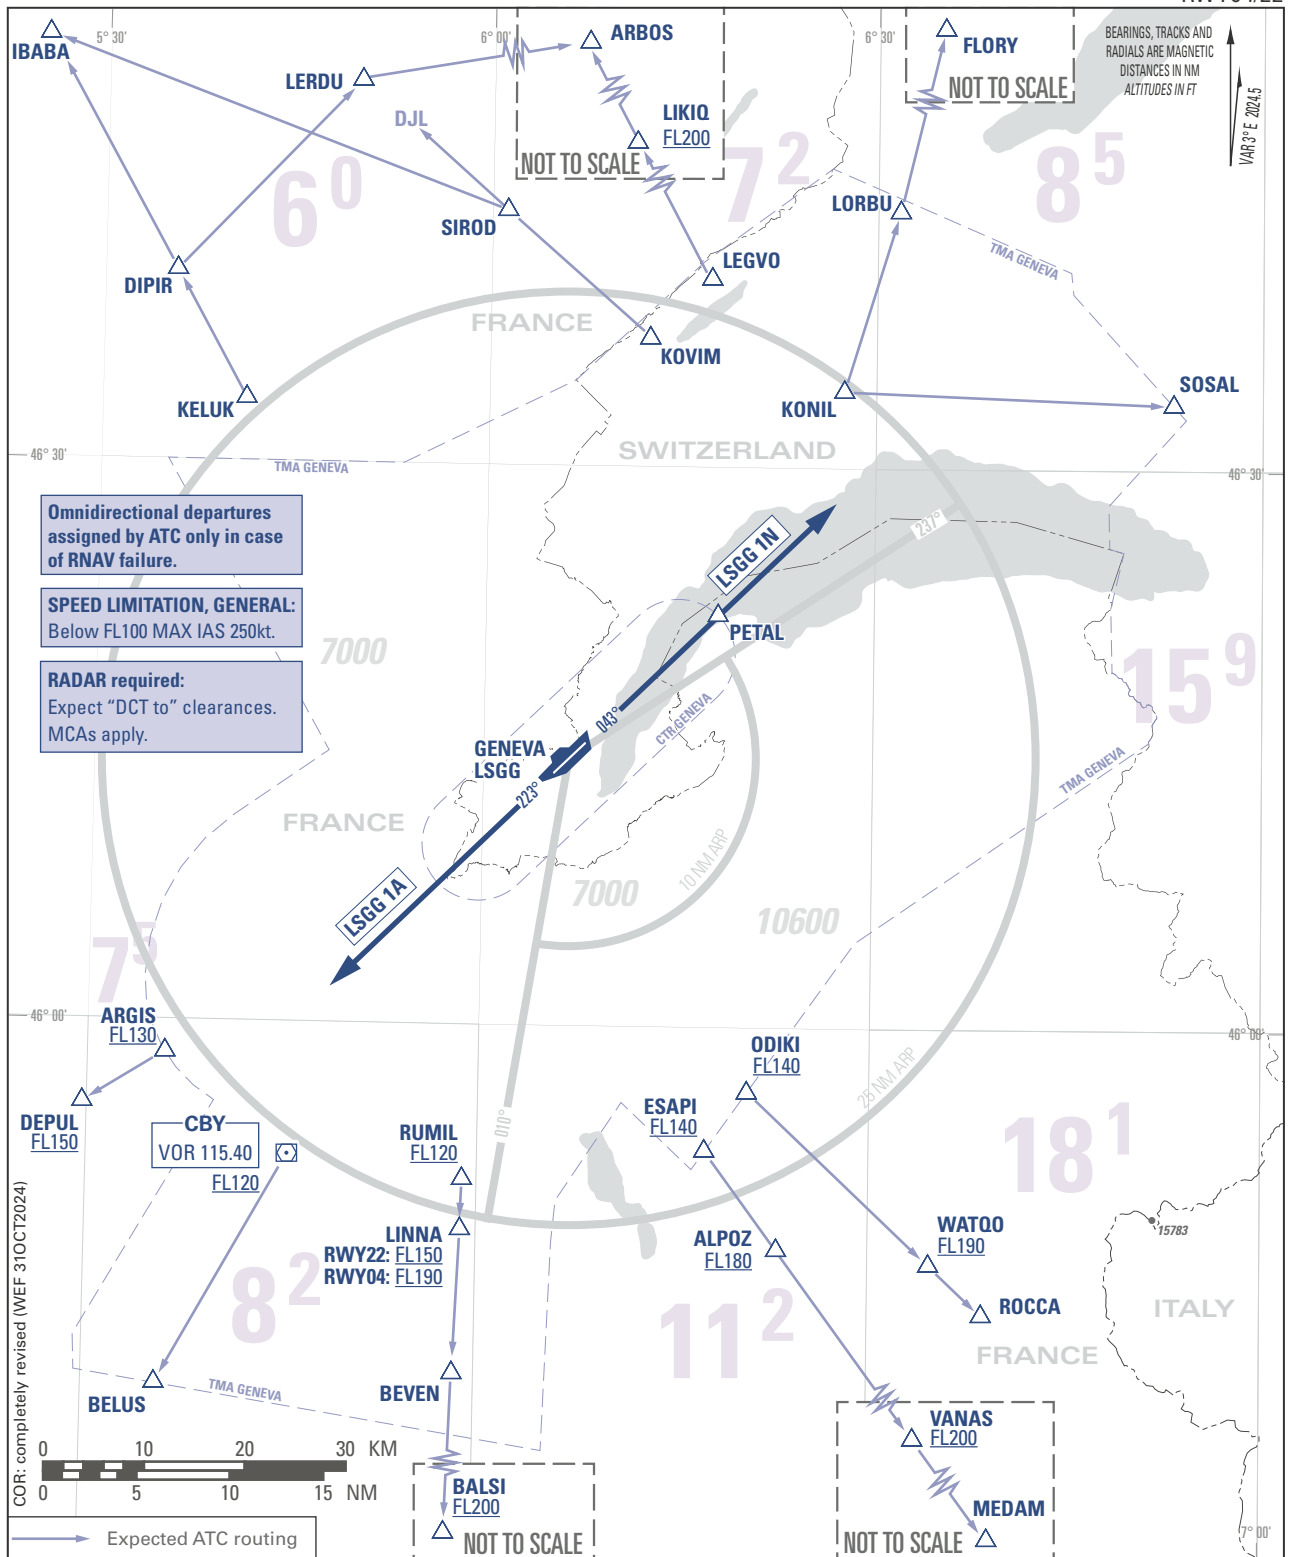 5° 30'
6° 00'
6° 30'
IBABA
LERDU
ARBOS
FLORY
BEARINGS, TRACKS AND
RADIALS ARE MAGNETIC
DISTANCES IN NM
ALTITUDES IN FT
VAR 3° E 2024.5
NOT TO SCALE
DJL
LIKIQ
FL200
NOT TO SCALE
6 0
7 2
8 5
SIROD
LORBU
DIPIR
LEGVO
TMA GENEVA
FRANCE
KOVIM
KELUK
KONIL
SOSAL
SWITZERLAND
46° 30'
TMA GENEVA
46° 30'
Omnidirectional departures
assigned by ATC only in case
of RNAV failure.
237°
LSGG 1N
SPEED LIMITATION, GENERAL:
Below FL100 MAX IAS 250kt.
PETAL
7000
15 9
RADAR required:
Expect “DCT to” clearances.
MCAs apply.
043°
CTR GENEVA
GENEVA
LSGG
223°
TMA GENEVA
FRANCE
10 NM ARP
LSGG 1A
7000
10600
7 5
46° 00'
ARGIS
FL130
ODIKI
FL140
25 NM ARP
DEPUL
FL150
CBY
VOR 115.40
FL120
010°
RUMIL
FL120
ESAPI
FL140
18 1
LINNA
RWY22: FL150
RWY04: FL190
ALPOZ
FL180
WATQO
FL190
15783
8 2
11 2
ROCCA
ITALY
FRANCE
BEVEN
TMA GENEVA
BELUS
VANAS
FL200
0 10 20 30 KM
0 5 10 15 NM
BALSI
FL200
MEDAM
NOT TO SCALE
NOT TO SCALE
7° 00'
Expected ATC routing
COR: completely revised (WEF 31OCT2024)